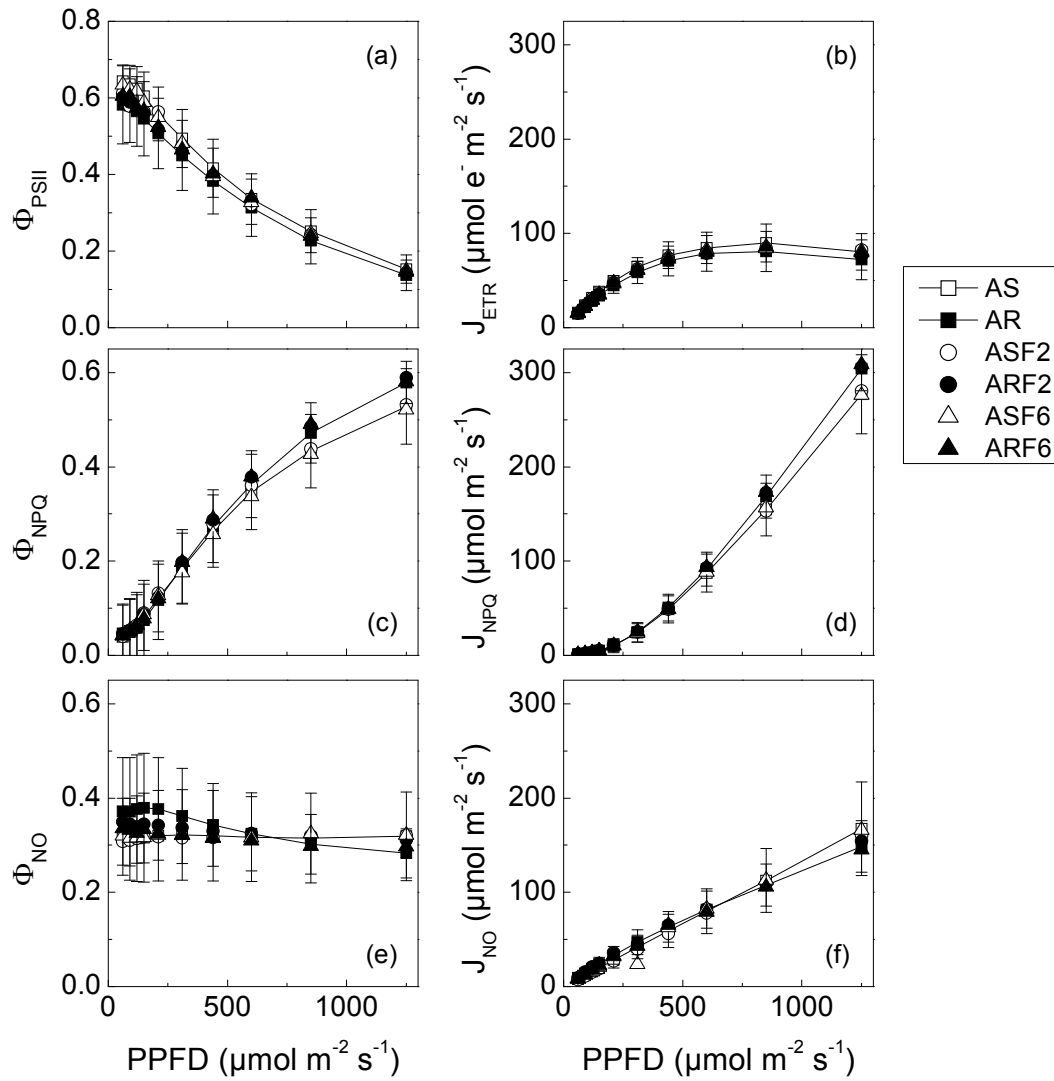 (a)
Φ_PSII
0.8
0.6
0.4
0.2
0.0
(b)
J_ETR (µmol e⁻ m⁻² s⁻¹)
300
200
100
0
(c)
Φ_NPQ
0.6
0.4
0.2
0.0
(d)
J_NPQ (µmol m⁻² s⁻¹)
300
200
100
0
(e)
Φ_NO
0.6
0.4
0.2
0.0
0 500 1000
PPFD (µmol m⁻² s⁻¹)
(f)
J_NO (µmol m⁻² s⁻¹)
300
200
100
0
0 500 1000
PPFD (µmol m⁻² s⁻¹)
AS
AR
ASF2
ARF2
ASF6
ARF6